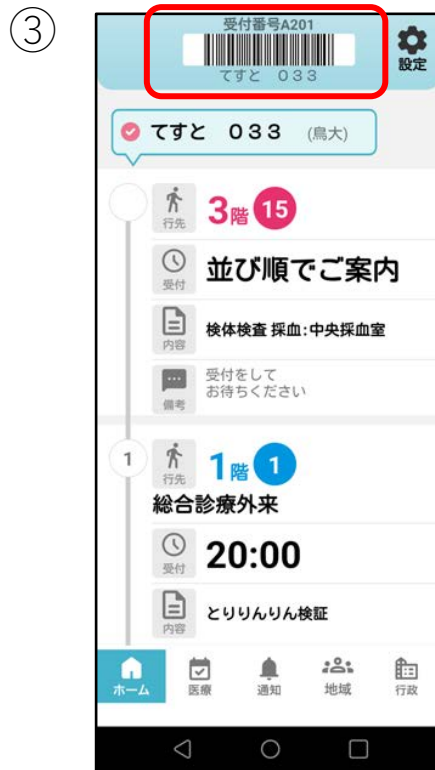 ③
受付番号A201
てすと ０３３
設定
てすと ０３３ (鳥大)
行先
3階 15
受付
並び順でご案内
内容
検体検査 採血:中央採血室
備考
受付をして
お待ちください
1
行先
1階 1
総合診療外来
受付
20:00
内容
とりりんりん検証
ホーム
医療
通知
地域
行政